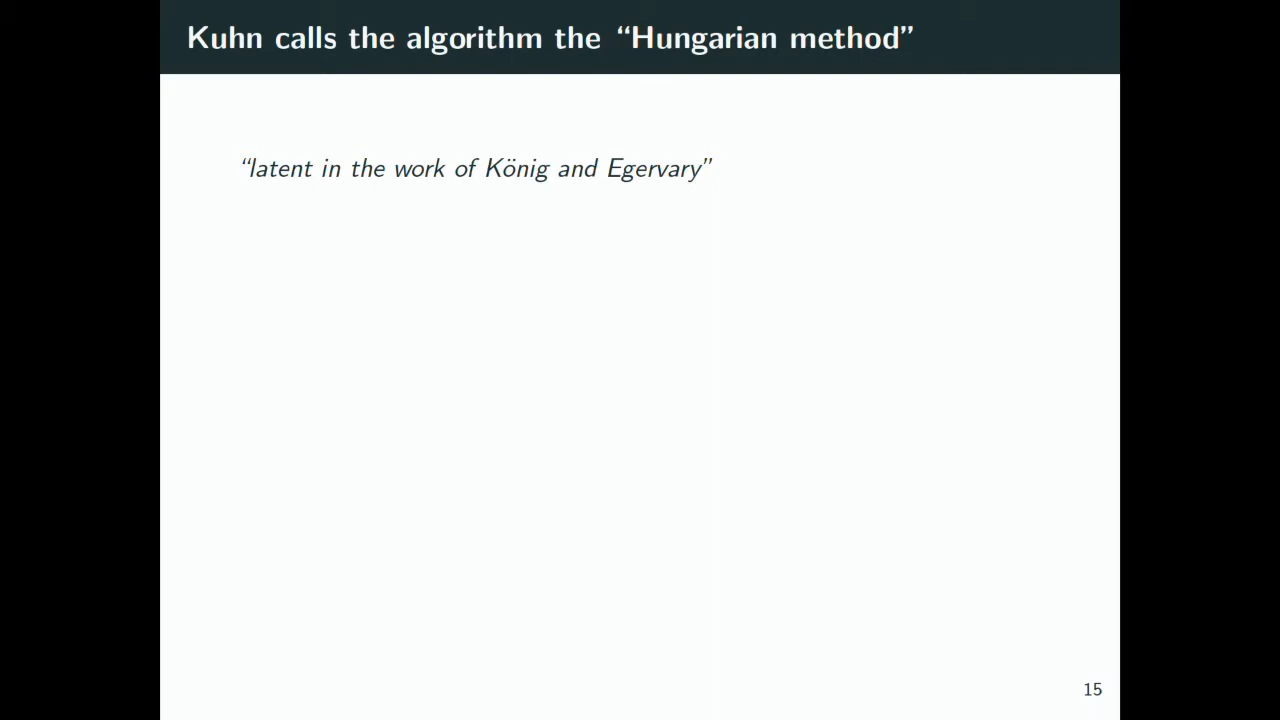 Kuhn calls the algorithm the “Hungarian method”
“latent in the work of König and Egervary”
15